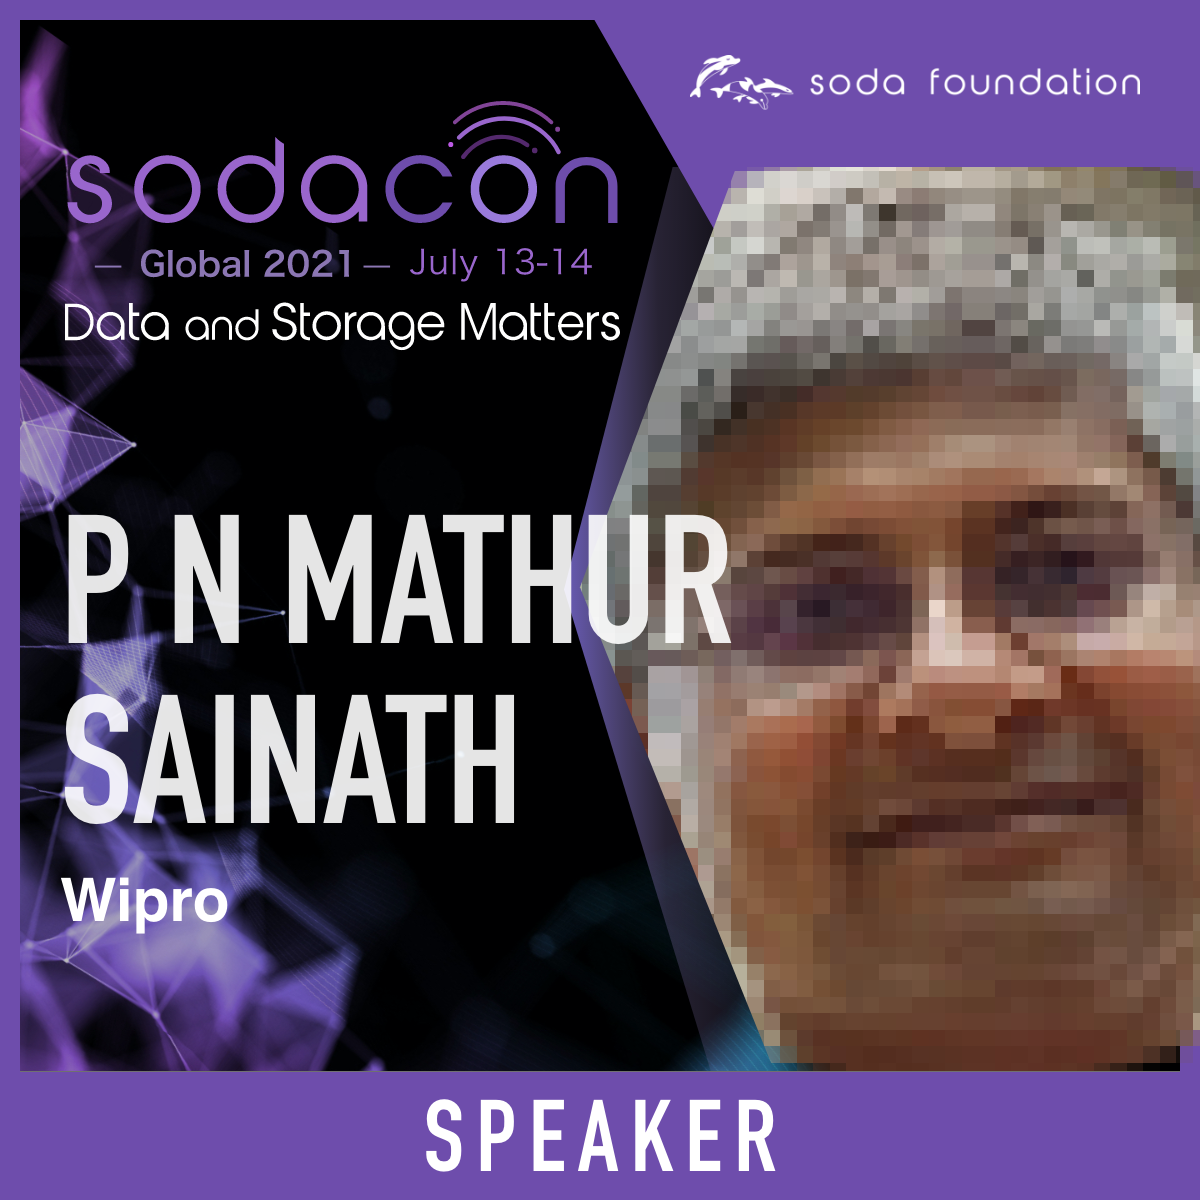 soda foundation
sodacon
— Global 2021 — July 13-14
Data and Storage Matters
P N MATHUR
SAINATH
Wipro
SPEAKER